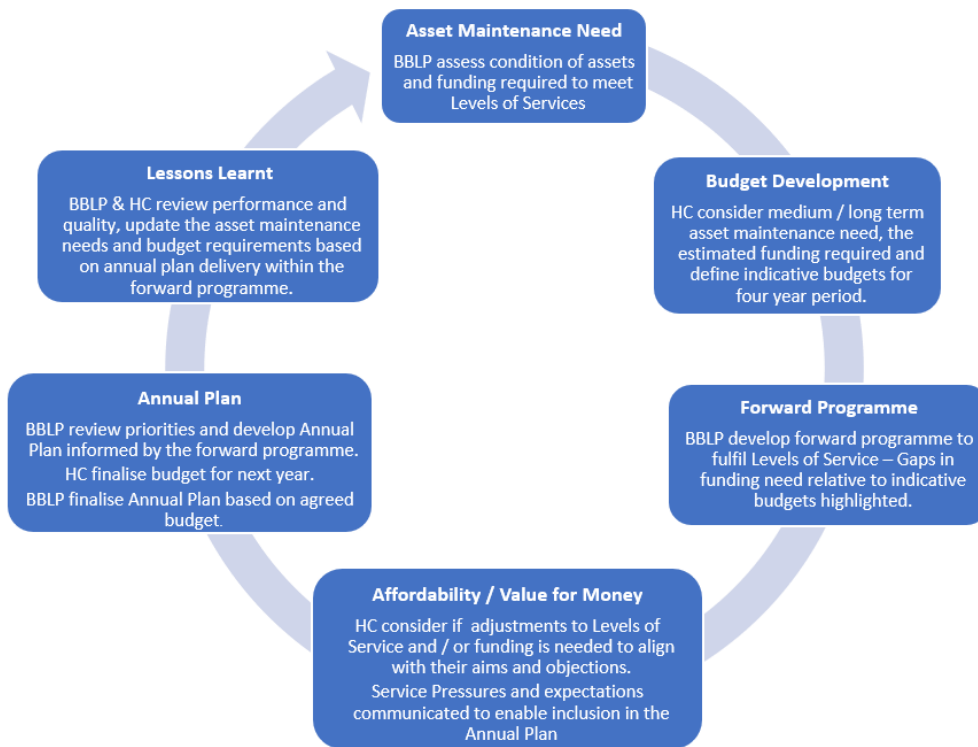 Asset Maintenance Need
BBLP assess condition of assets
and funding required to meet
Levels of Services
Budget Development
HC consider medium / long term
asset maintenance need, the
estimated funding required and
define indicative budgets for
four year period.
Forward Programme
BBLP develop forward programme to
fulfil Levels of Service – Gaps in
funding need relative to indicative
budgets highlighted.
Affordability / Value for Money
HC consider if adjustments to Levels of
Service and / or funding is needed to align
with their aims and objections.
Service Pressures and expectations
communicated to enable inclusion in the
Annual Plan
Annual Plan
BBLP review priorities and develop Annual
Plan informed by the forward programme.
HC finalise budget for next year.
BBLP finalise Annual Plan based on agreed
budget.
Lessons Learnt
BBLP & HC review performance and
quality, update the asset maintenance
needs and budget requirements based
on annual plan delivery within the
forward programme.